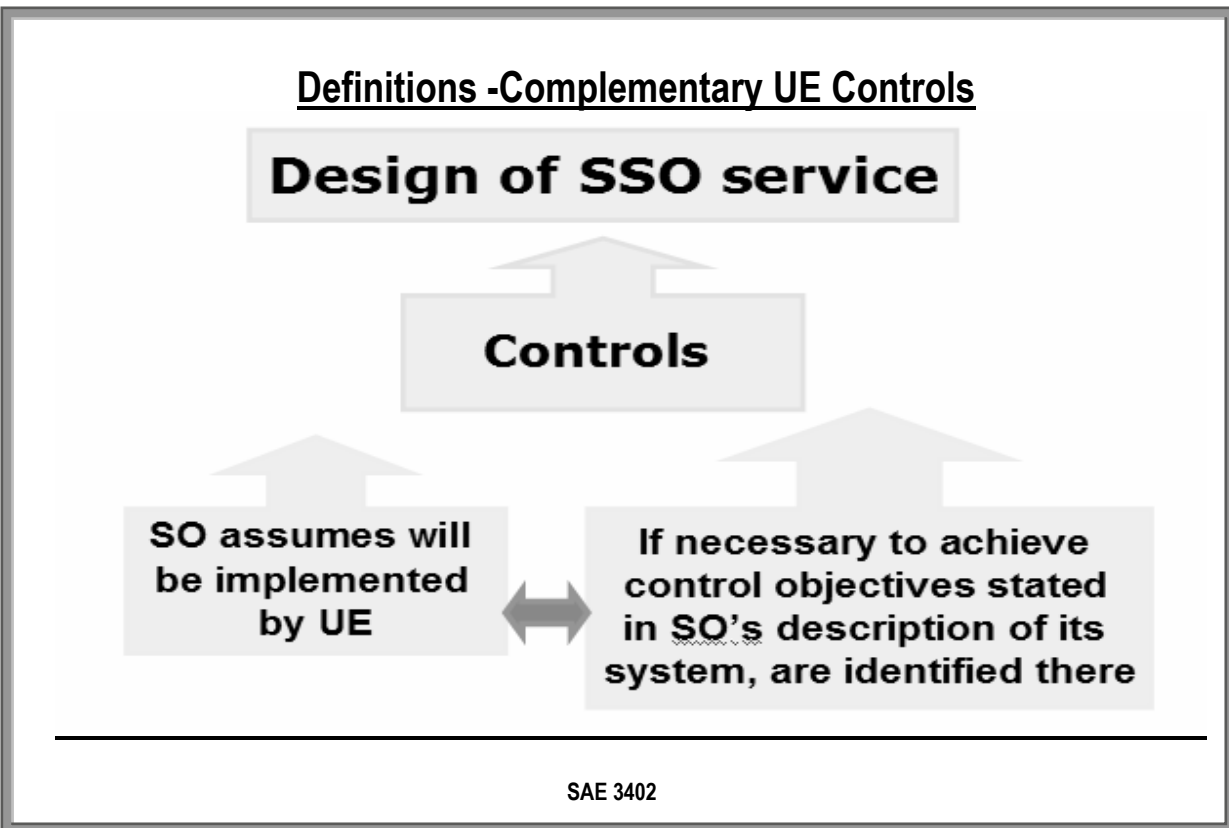 Definitions -Complementary UE Controls
Design of SSO service
Controls
SO assumes will
be implemented
by UE
If necessary to achieve
control objectives stated
in SO's description of its
system, are identified there
SAE 3402